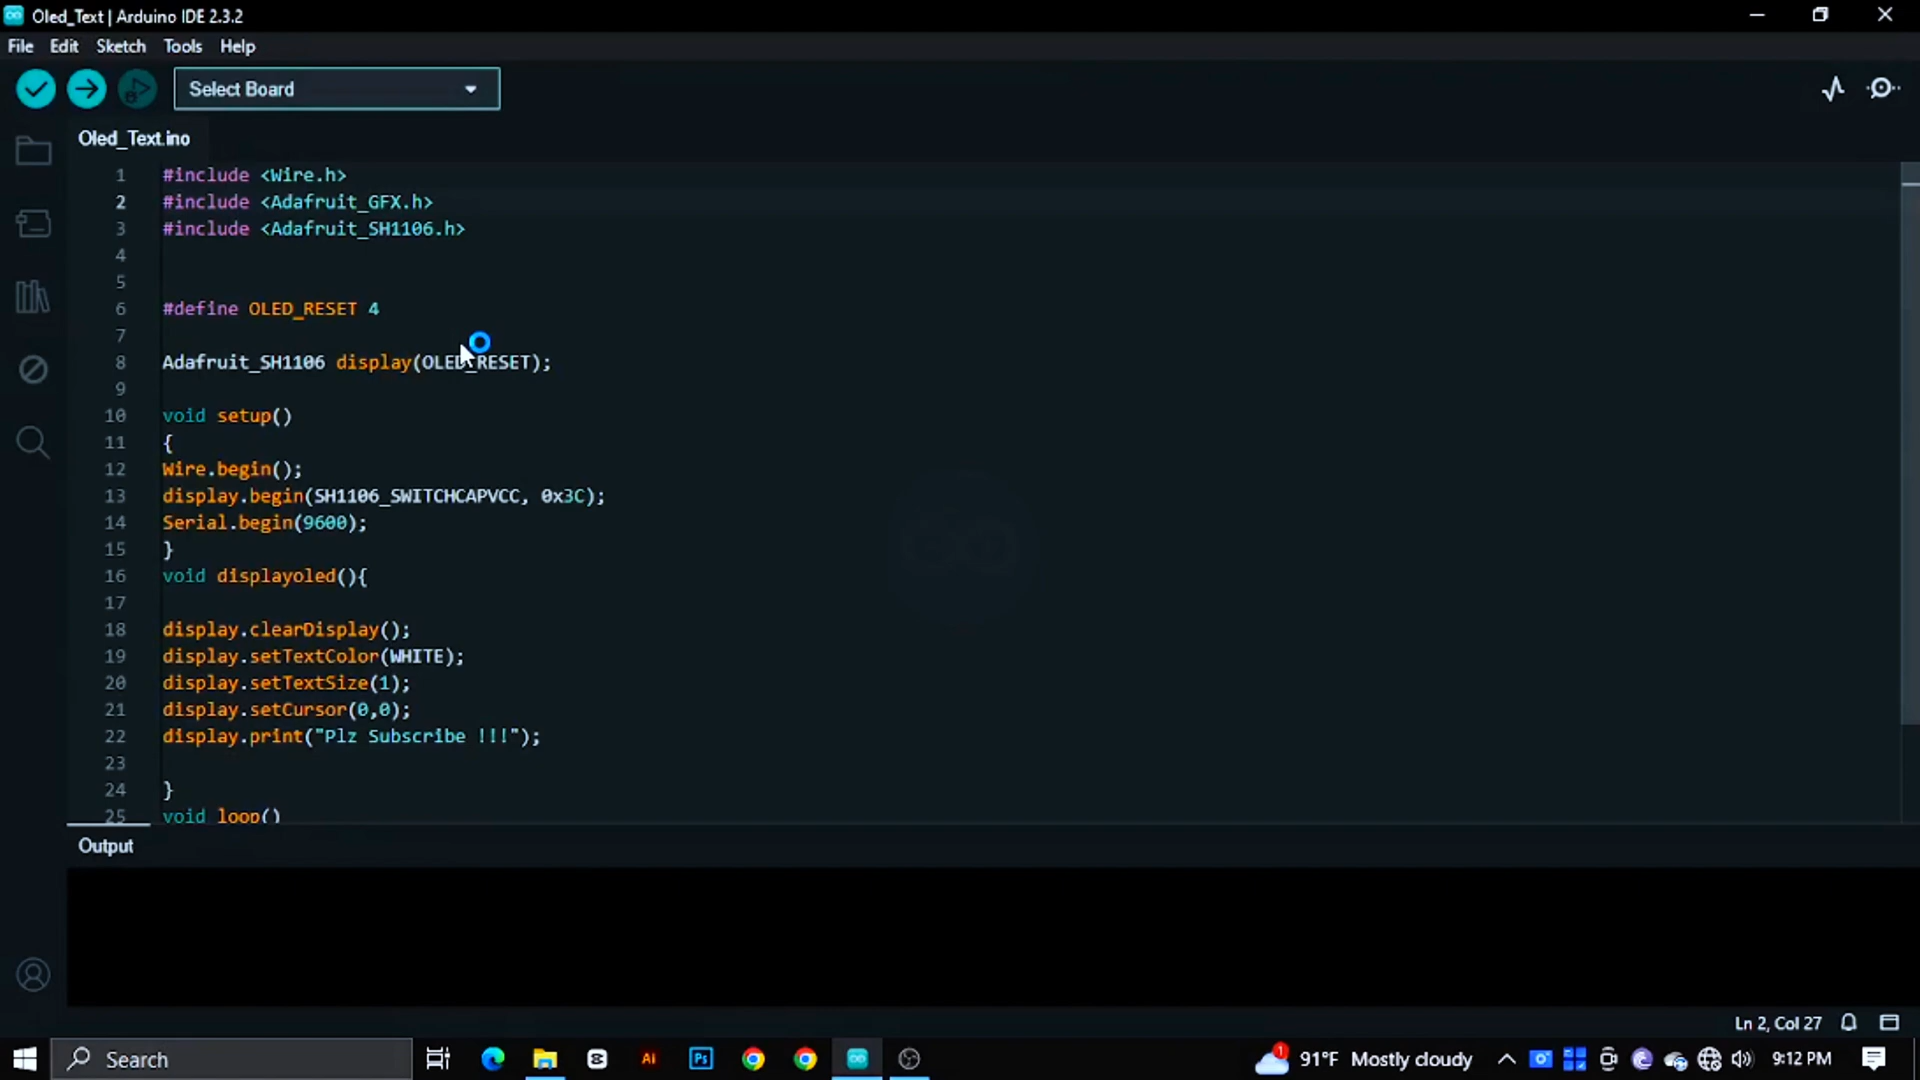 Oled_Text | Arduino IDE 2.3.2
File Edit Sketch Tools Help
Select Board
Oled_Text.ino
1 #include <Wire.h>
2 #include <Adafruit_GFX.h>
3 #include <Adafruit_SH1106.h>
4
5
6 #define OLED_RESET 4
7
8 Adafruit_SH1106 display(OLED_RESET);
9
10 void setup()
11 {
12 Wire.begin();
13 display.begin(SH1106_SWITCHCAPVCC, 0x3C);
14 Serial.begin(9600);
15 }
16 void displayoled(){
17
18 display.clearDisplay();
19 display.setTextColor(WHITE);
20 display.setTextSize(1);
21 display.setCursor(0,0);
22 display.print("Plz Subscribe !!!");
23
24 }
25 void loop()
Output
Ln 2, Col 27
Search Ai Ps 1 91°F Mostly cloudy 9:12 PM